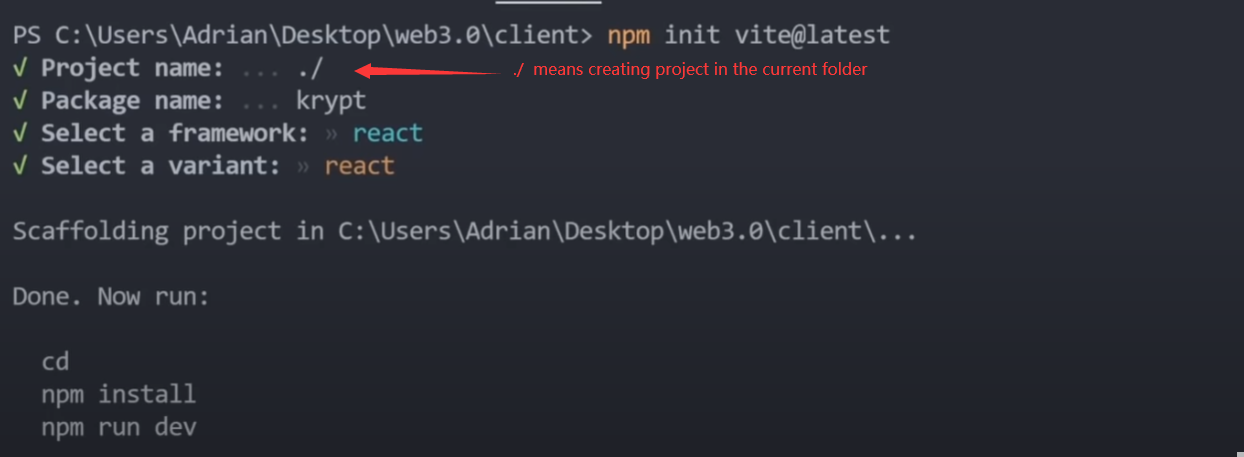 PS C:\Users\Adrian\Desktop\web3.0\client> npm init vite@latest
√ Project name: ... ./
./ means creating project in the current folder
√ Package name: ... krypt
√ Select a framework: » react
√ Select a variant: » react
Scaffolding project in C:\Users\Adrian\Desktop\web3.0\client\...
Done. Now run:
cd
npm install
npm run dev